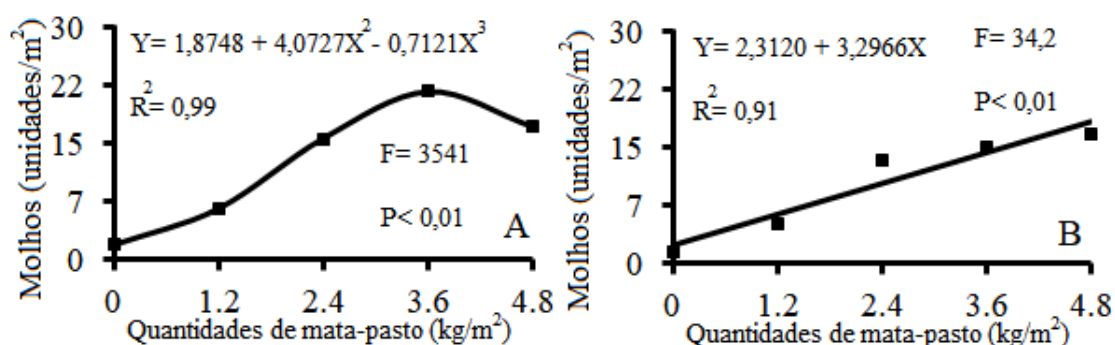 Molhos (unidades/m²)
30
22
15
7
0
Y= 1,8748 + 4,0727X²- 0,7121X³
R²= 0,99
F= 3541
P< 0,01
A
0 1.2 2.4 3.6 4.8
Quantidades de mata-pasto (kg/m²)
Molhos (unidades/m²)
30
22
15
7
0
Y= 2,3120 + 3,2966X
F= 34,2
R²= 0,91
P< 0,01
B
0 1.2 2.4 3.6 4.8
Quantidades de mata-pasto (kg/m²)